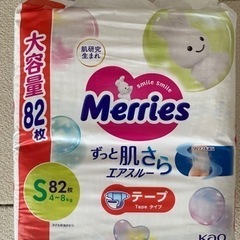 大容量
82枚
肌研究
生まれ
smile smile
Merries
ずっと肌さら
エアスルー
S 82枚
4～8kg
テープ
Tape タイプ
Kao